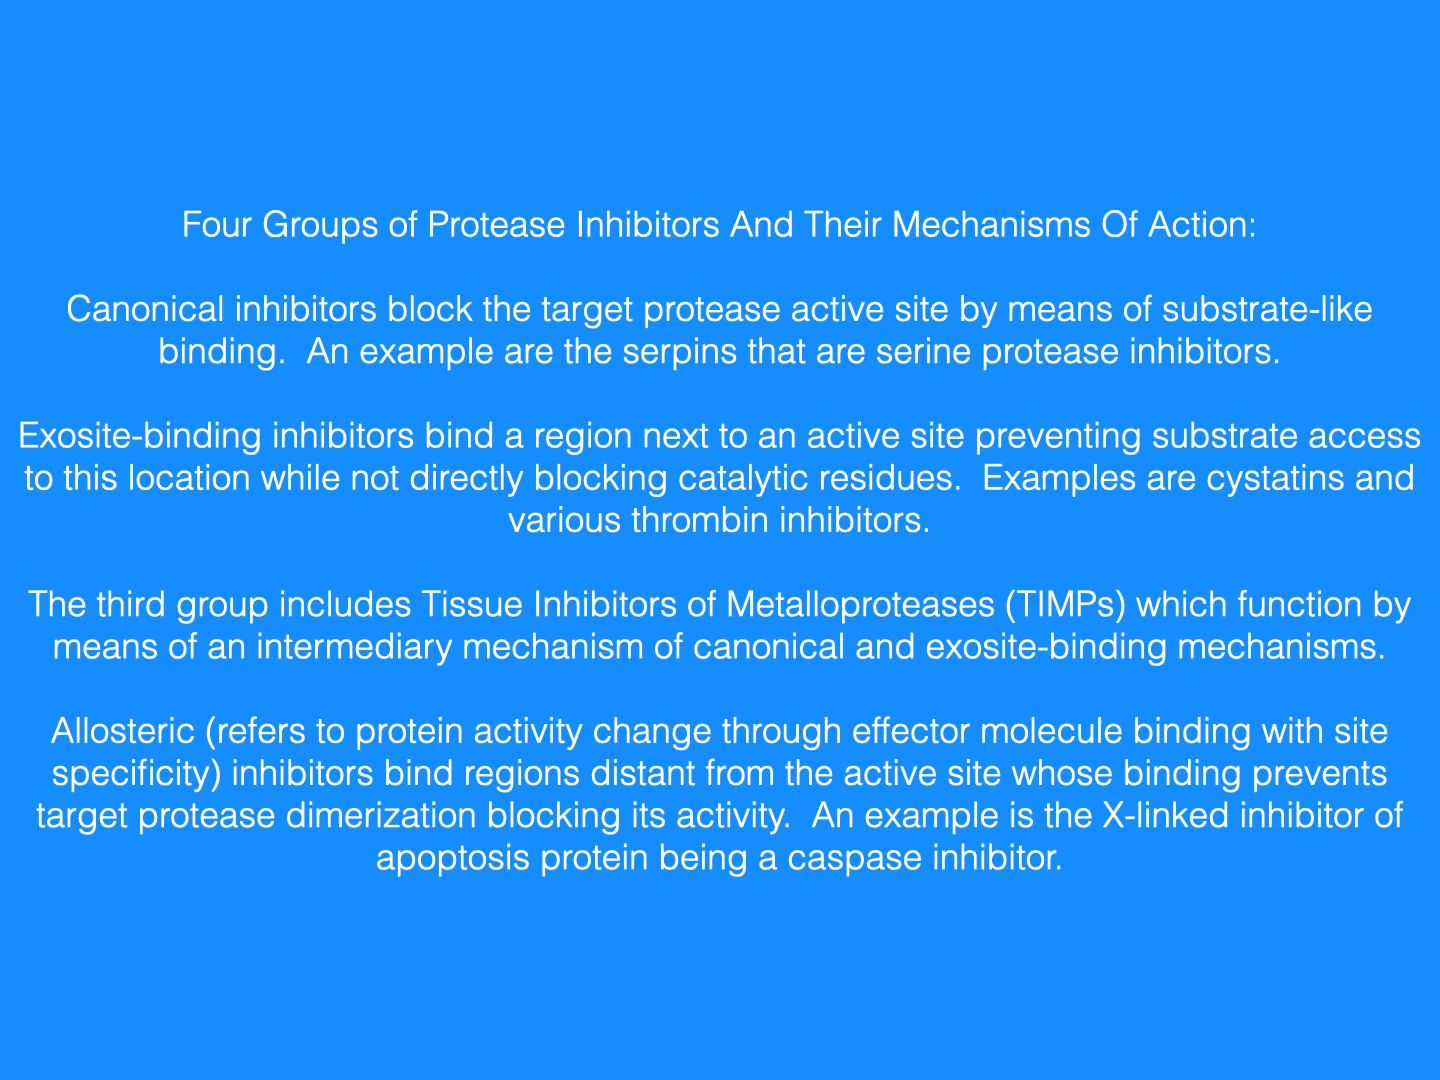 Four Groups of Protease Inhibitors And Their Mechanisms Of Action:
Canonical inhibitors block the target protease active site by means of substrate-like
binding.  An example are the serpins that are serine protease inhibitors.
Exosite-binding inhibitors bind a region next to an active site preventing substrate access
to this location while not directly blocking catalytic residues.  Examples are cystatins and
various thrombin inhibitors.
The third group includes Tissue Inhibitors of Metalloproteases (TIMPs) which function by
means of an intermediary mechanism of canonical and exosite-binding mechanisms.
Allosteric (refers to protein activity change through effector molecule binding with site
specificity) inhibitors bind regions distant from the active site whose binding prevents
target protease dimerization blocking its activity.  An example is the X-linked inhibitor of
apoptosis protein being a caspase inhibitor.